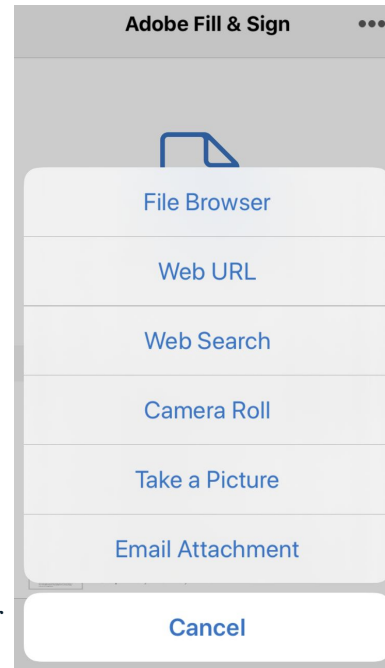 Adobe Fill & Sign
File Browser
Web URL
Web Search
Camera Roll
Take a Picture
Email Attachment
Cancel